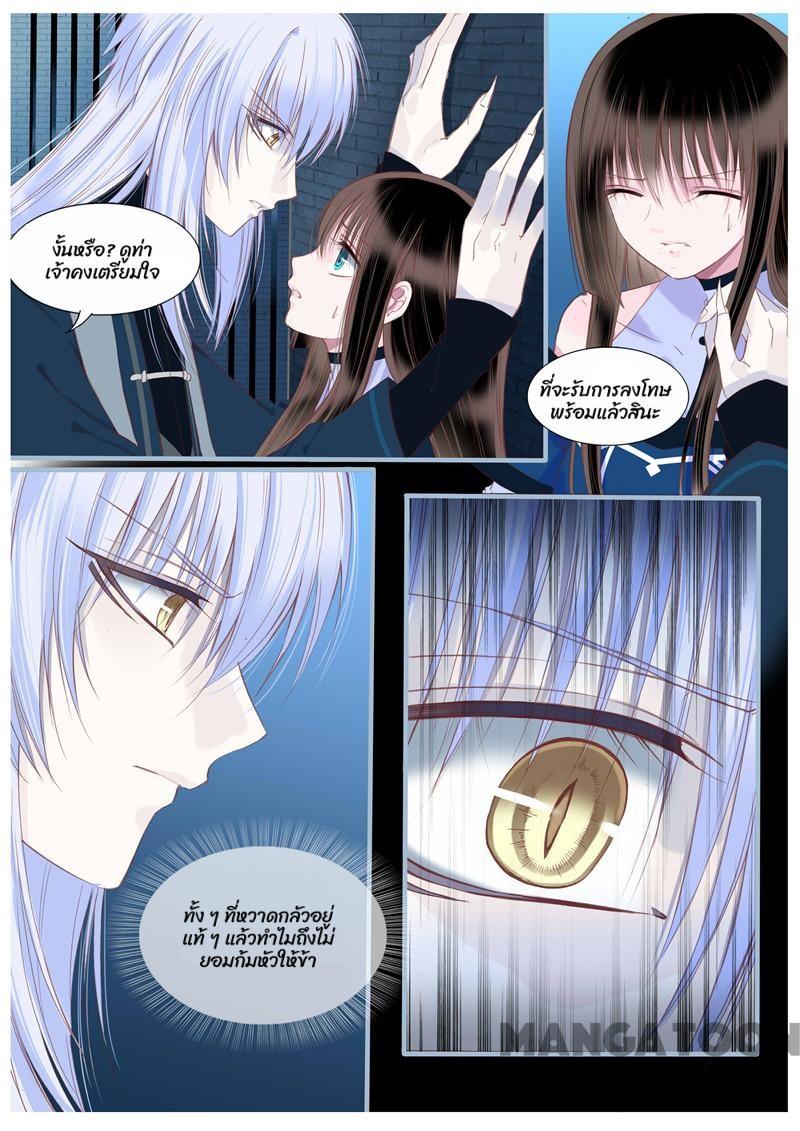 งั้นหรือ? ดูท่า
เจ้าคงเตรียมใจ
ที่จะรับการลงโทษ
พร้อมแล้วสินะ
ทั้ง ๆ ที่หวาดกลัวอยู่
แท้ ๆ แล้วทำไมถึงไม่
ยอมก้มหัวให้ข้า
MANGATOON